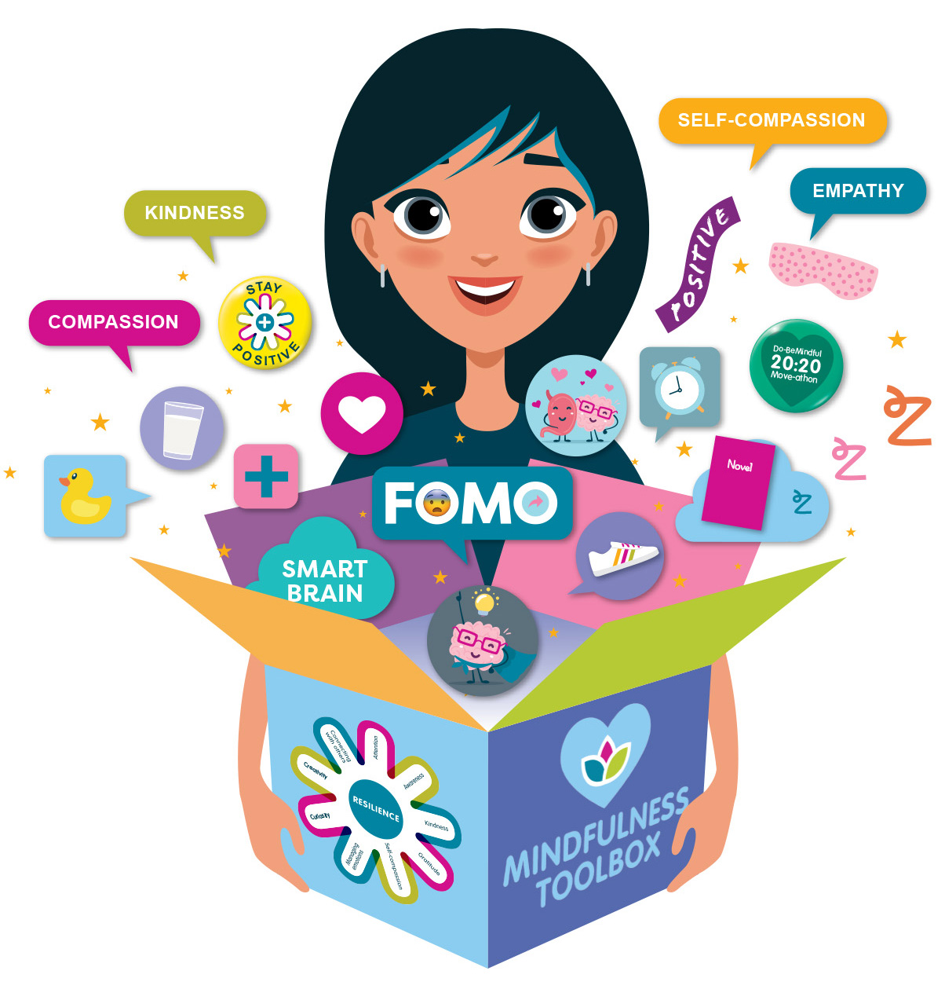 SELF-COMPASSION
EMPATHY
KINDNESS
POSITIVE
STAY
POSITIVE
COMPASSION
Do-BeMindful
20:20
Move-athon
Novel
FOMO
SMART
BRAIN
Connecting
with others
Attention
Creativity
Awareness
RESILIENCE
Curiosity
Kindness
Managing
emotions
Self-compassion
Gratitude
MINDFULNESS
TOOLBOX